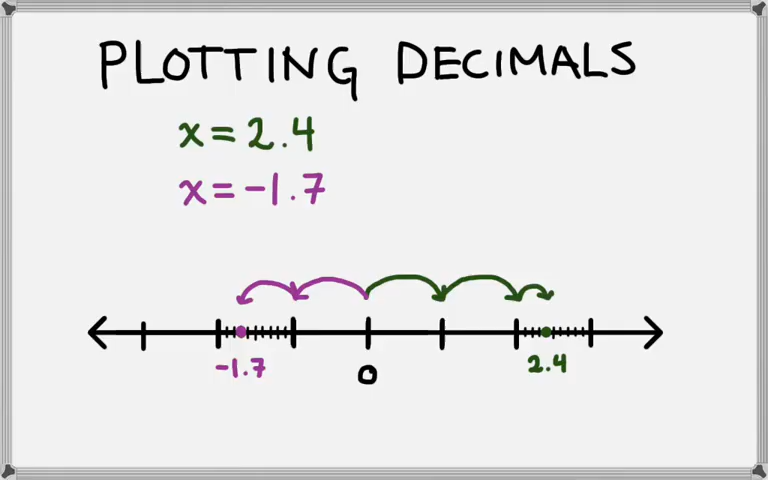 PLOTTING DECIMALS
x = 2.4
x = -1.7
-1.7 0 2.4